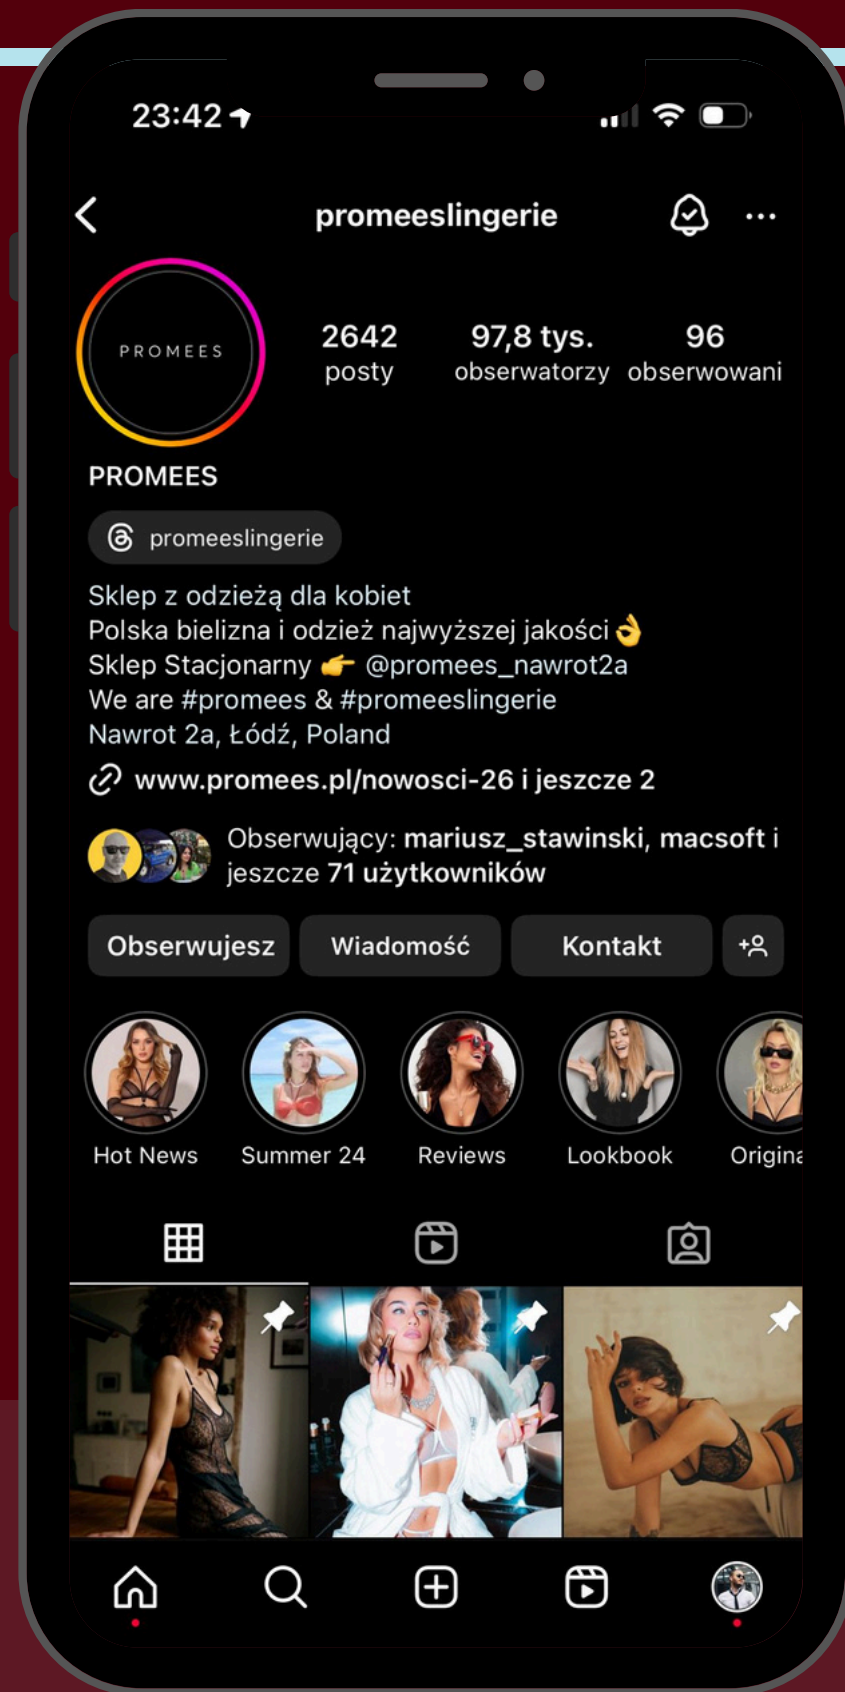 23:42
promeeslingerie
PROMEES
2642
posty
97,8 tys.
obserwatorzy
96
obserwowani
PROMEES
promeeslingerie
Sklep z odzieżą dla kobiet
Polska bielizna i odzież najwyższej jakości👌
Sklep Stacjonarny 👉 @promees_nawrot2a
We are #promees & #promeeslingerie
Nawrot 2a, Łódź, Poland
www.promees.pl/nowosci-26 i jeszcze 2
Obserwujący: mariusz_stawinski, macsoft i
jeszcze 71 użytkowników
Obserwujesz
Wiadomość
Kontakt
Hot News
Summer 24
Reviews
Lookbook
Origina